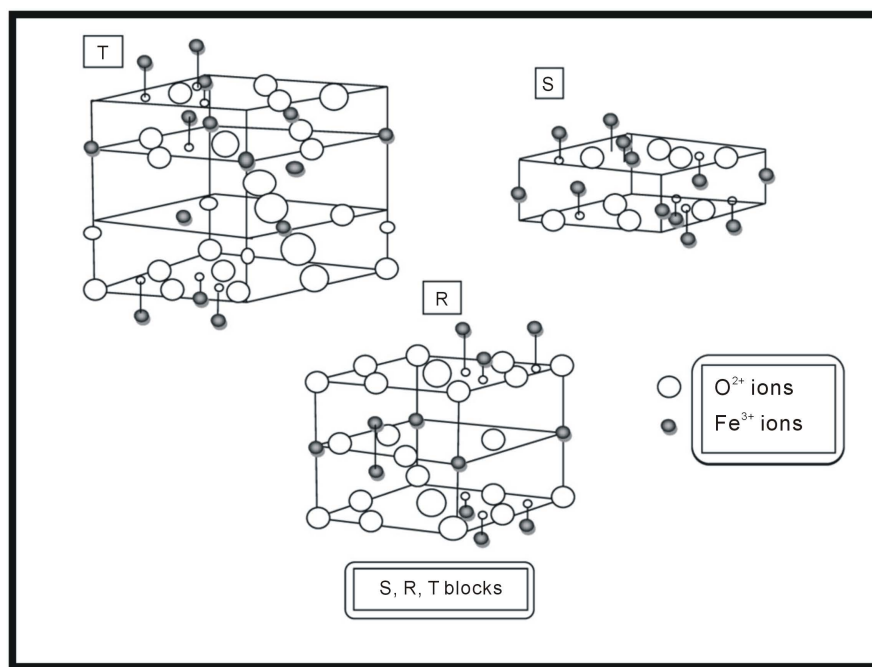 T
S
R
O²⁺ ions
Fe³⁺ ions
S, R, T blocks